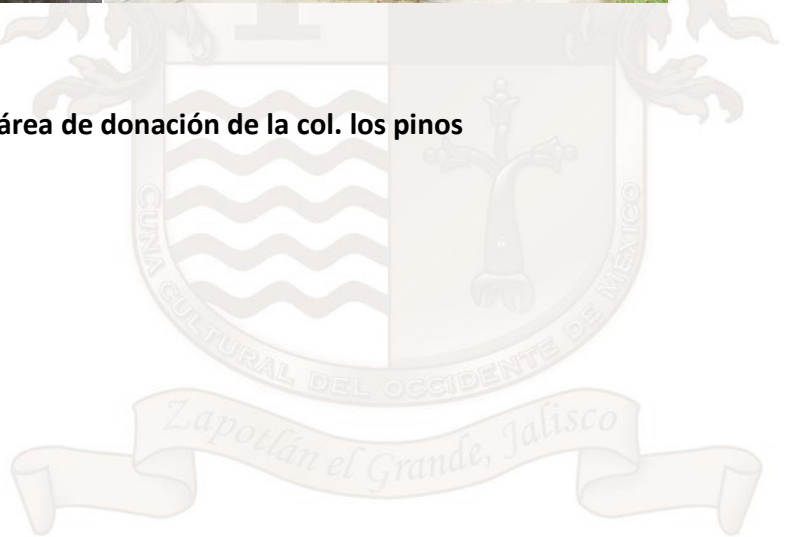 área de donación de la col. los pinos
CUNA CULTURAL DEL OCCIDENTE DE MÉXICO
Zapotlán el Grande, Jalisco